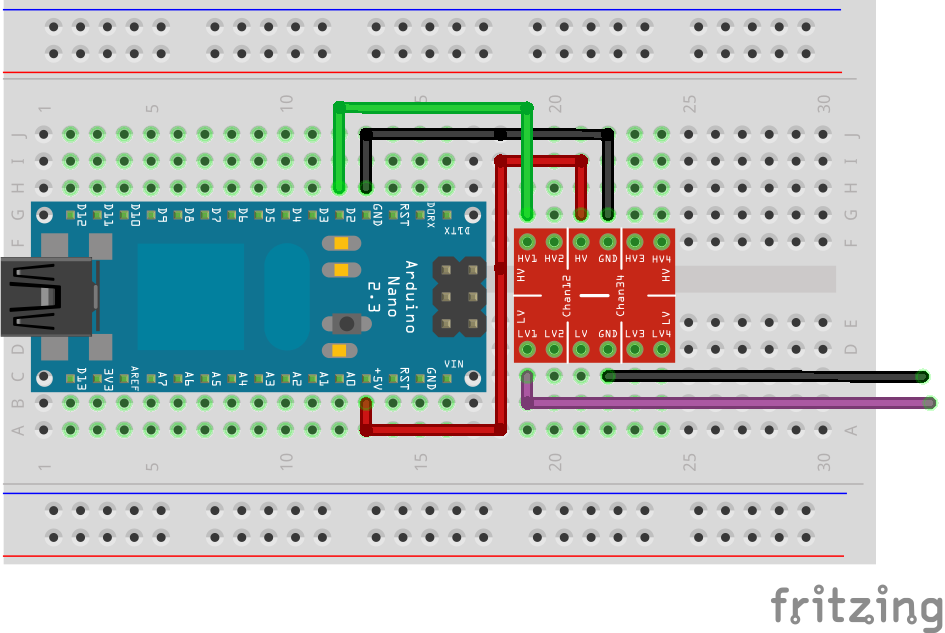 1 5 10 5 20 25 30
J J
I I
H H
G D12 D11 D10 D9 D8 D7 D6 D5 D4 D3 D2 GND RST D0RX G
D1TX
F F
HV1 HV2 HV GND HV3 HV4
HV HV
Arduino
Nano
2.3
Chan12 Chan34
LV LV
E
LV1 LV2 LV GND LV3 LV4
D D
VIN
C D13 3V3 AREF A7 A6 A5 A4 A3 A2 A1 A0 +5V RST GND C
B B
A A
1 5 10 15 20 25 30
fritzing